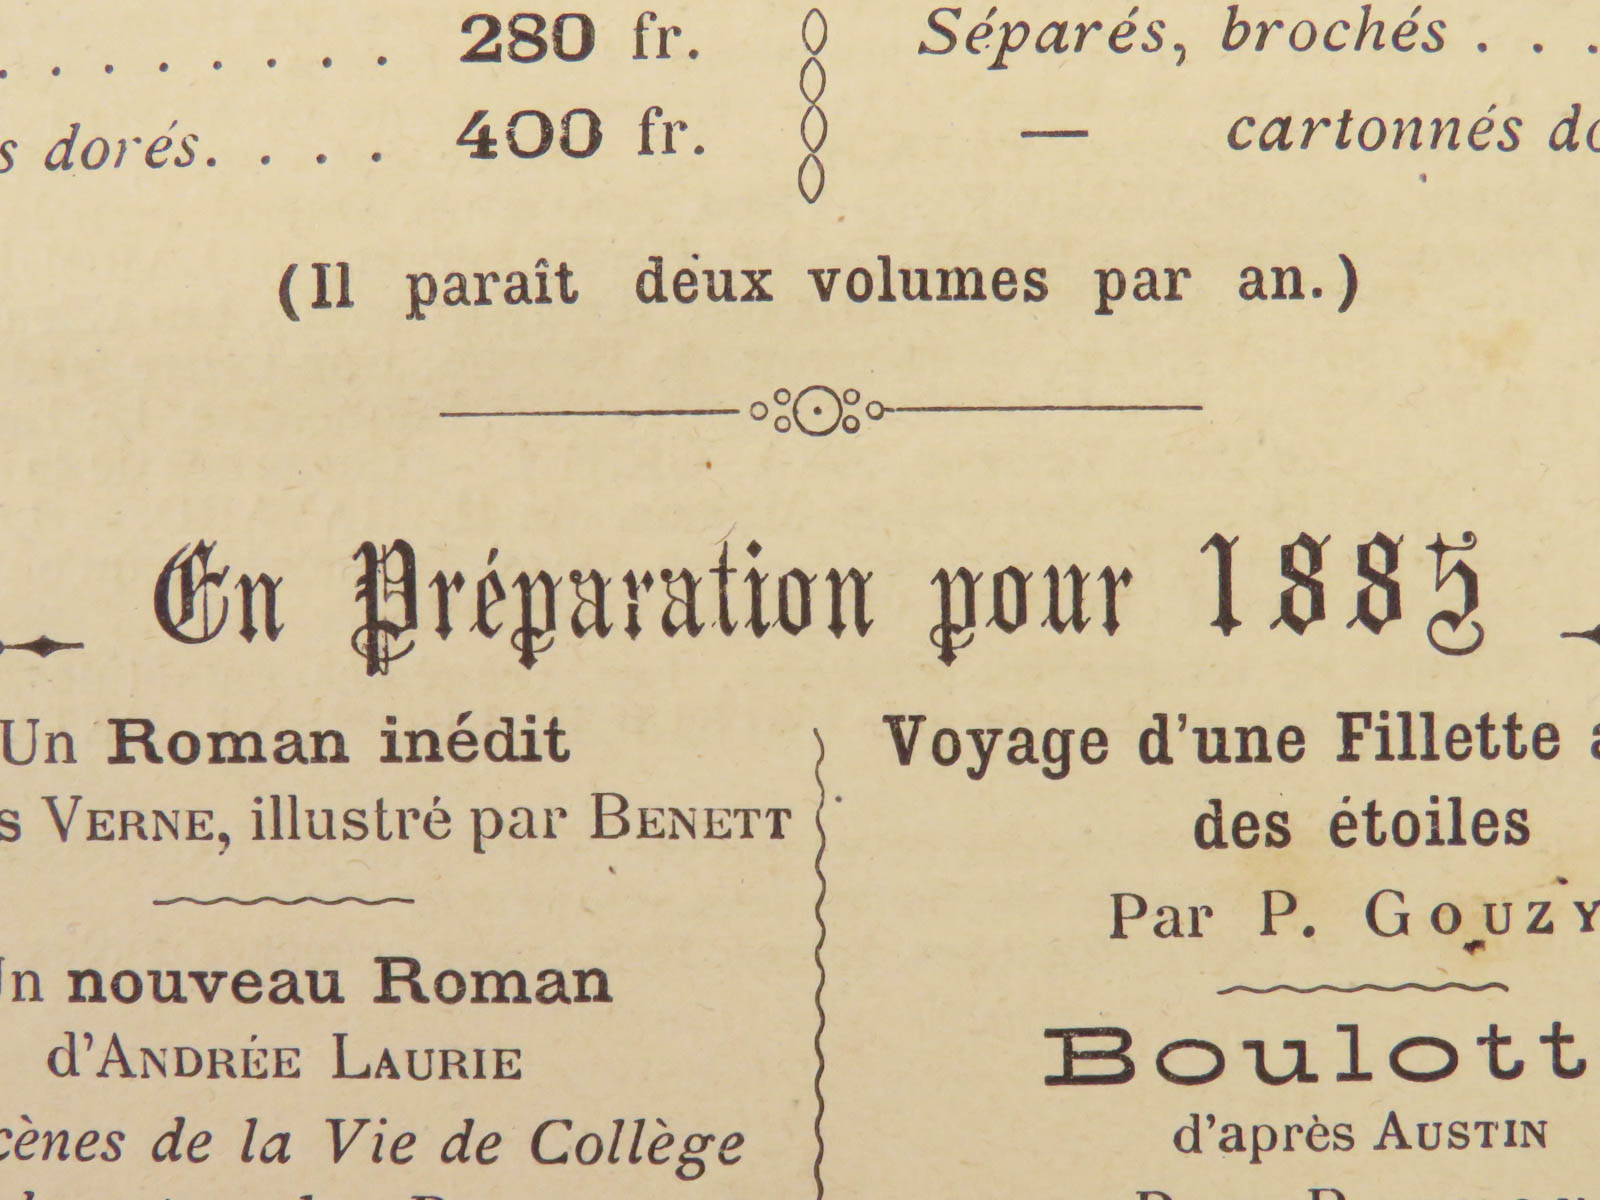 . . . . . . . . . 280 fr.
dorés. . . . . 400 fr.
Séparés, brochés . . .
— cartonnés
(Il paraît deux volumes par an.)
En Préparation pour 1885
Un Roman inédit
VERNE, illustré par BENETT
nouveau Roman
d'ANDRÉE LAURIE
de la Vie de Collège
Voyage d'une Fillette
des étoiles
Par P. GOUZY
Boulott
d'après AUSTIN